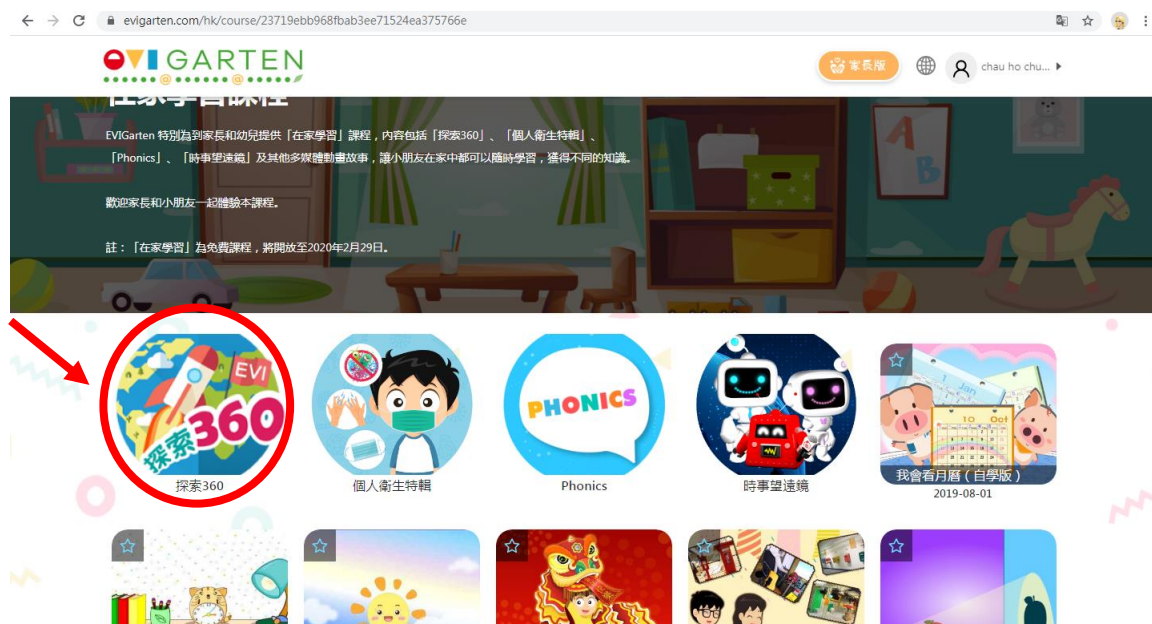 evigarten.com/hk/course/23719ebb968fbab3ee71524ea375766e
EVI GARTEN
家長版
chau ho chu...
在家學習課程
EVIGarten 特別為到家長和幼兒提供「在家學習」課程，內容包括「探索360」、「個人衛生特輯」、
「Phonics」、「時事望遠鏡」及其他多媒體動畫故事，讓小朋友在家中都可以隨時學習，獲得不同的知識。
歡迎家長和小朋友一起體驗本課程。
註：「在家學習」為免費課程，將開放至2020年2月29日。
A
B
EVI
探索360
PHONICS
1 Jan
10 Oct
我會看月曆（自學版）
探索360
個人衛生特輯
Phonics
時事望遠鏡
2019-08-01